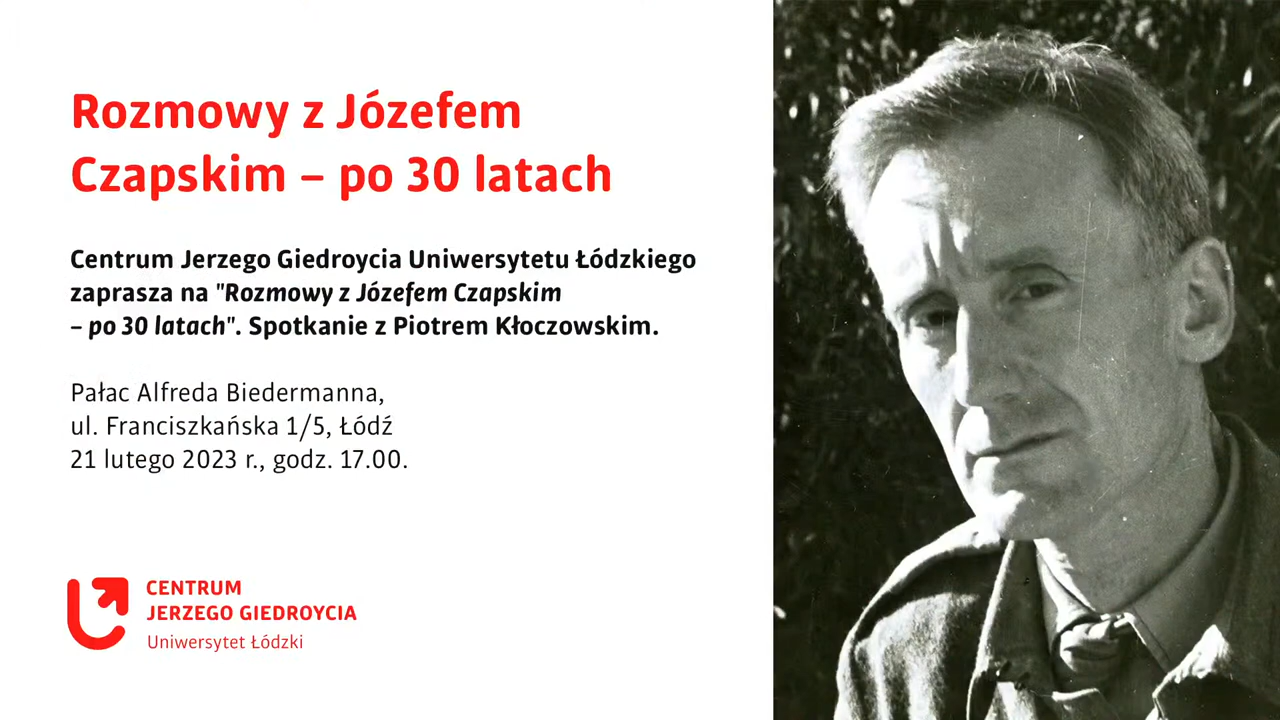 Rozmowy z Józefem
Czapskim – po 30 latach
Centrum Jerzego Giedroycia Uniwersytetu Łódzkiego
zaprasza na "Rozmowy z Józefem Czapskim
– po 30 latach". Spotkanie z Piotrem Kłoczowskim.
Pałac Alfreda Biedermanna,
ul. Franciszkańska 1/5, Łódź
21 lutego 2023 r., godz. 17.00.
CENTRUM
JERZEGO GIEDROYCIA
Uniwersytet Łódzki